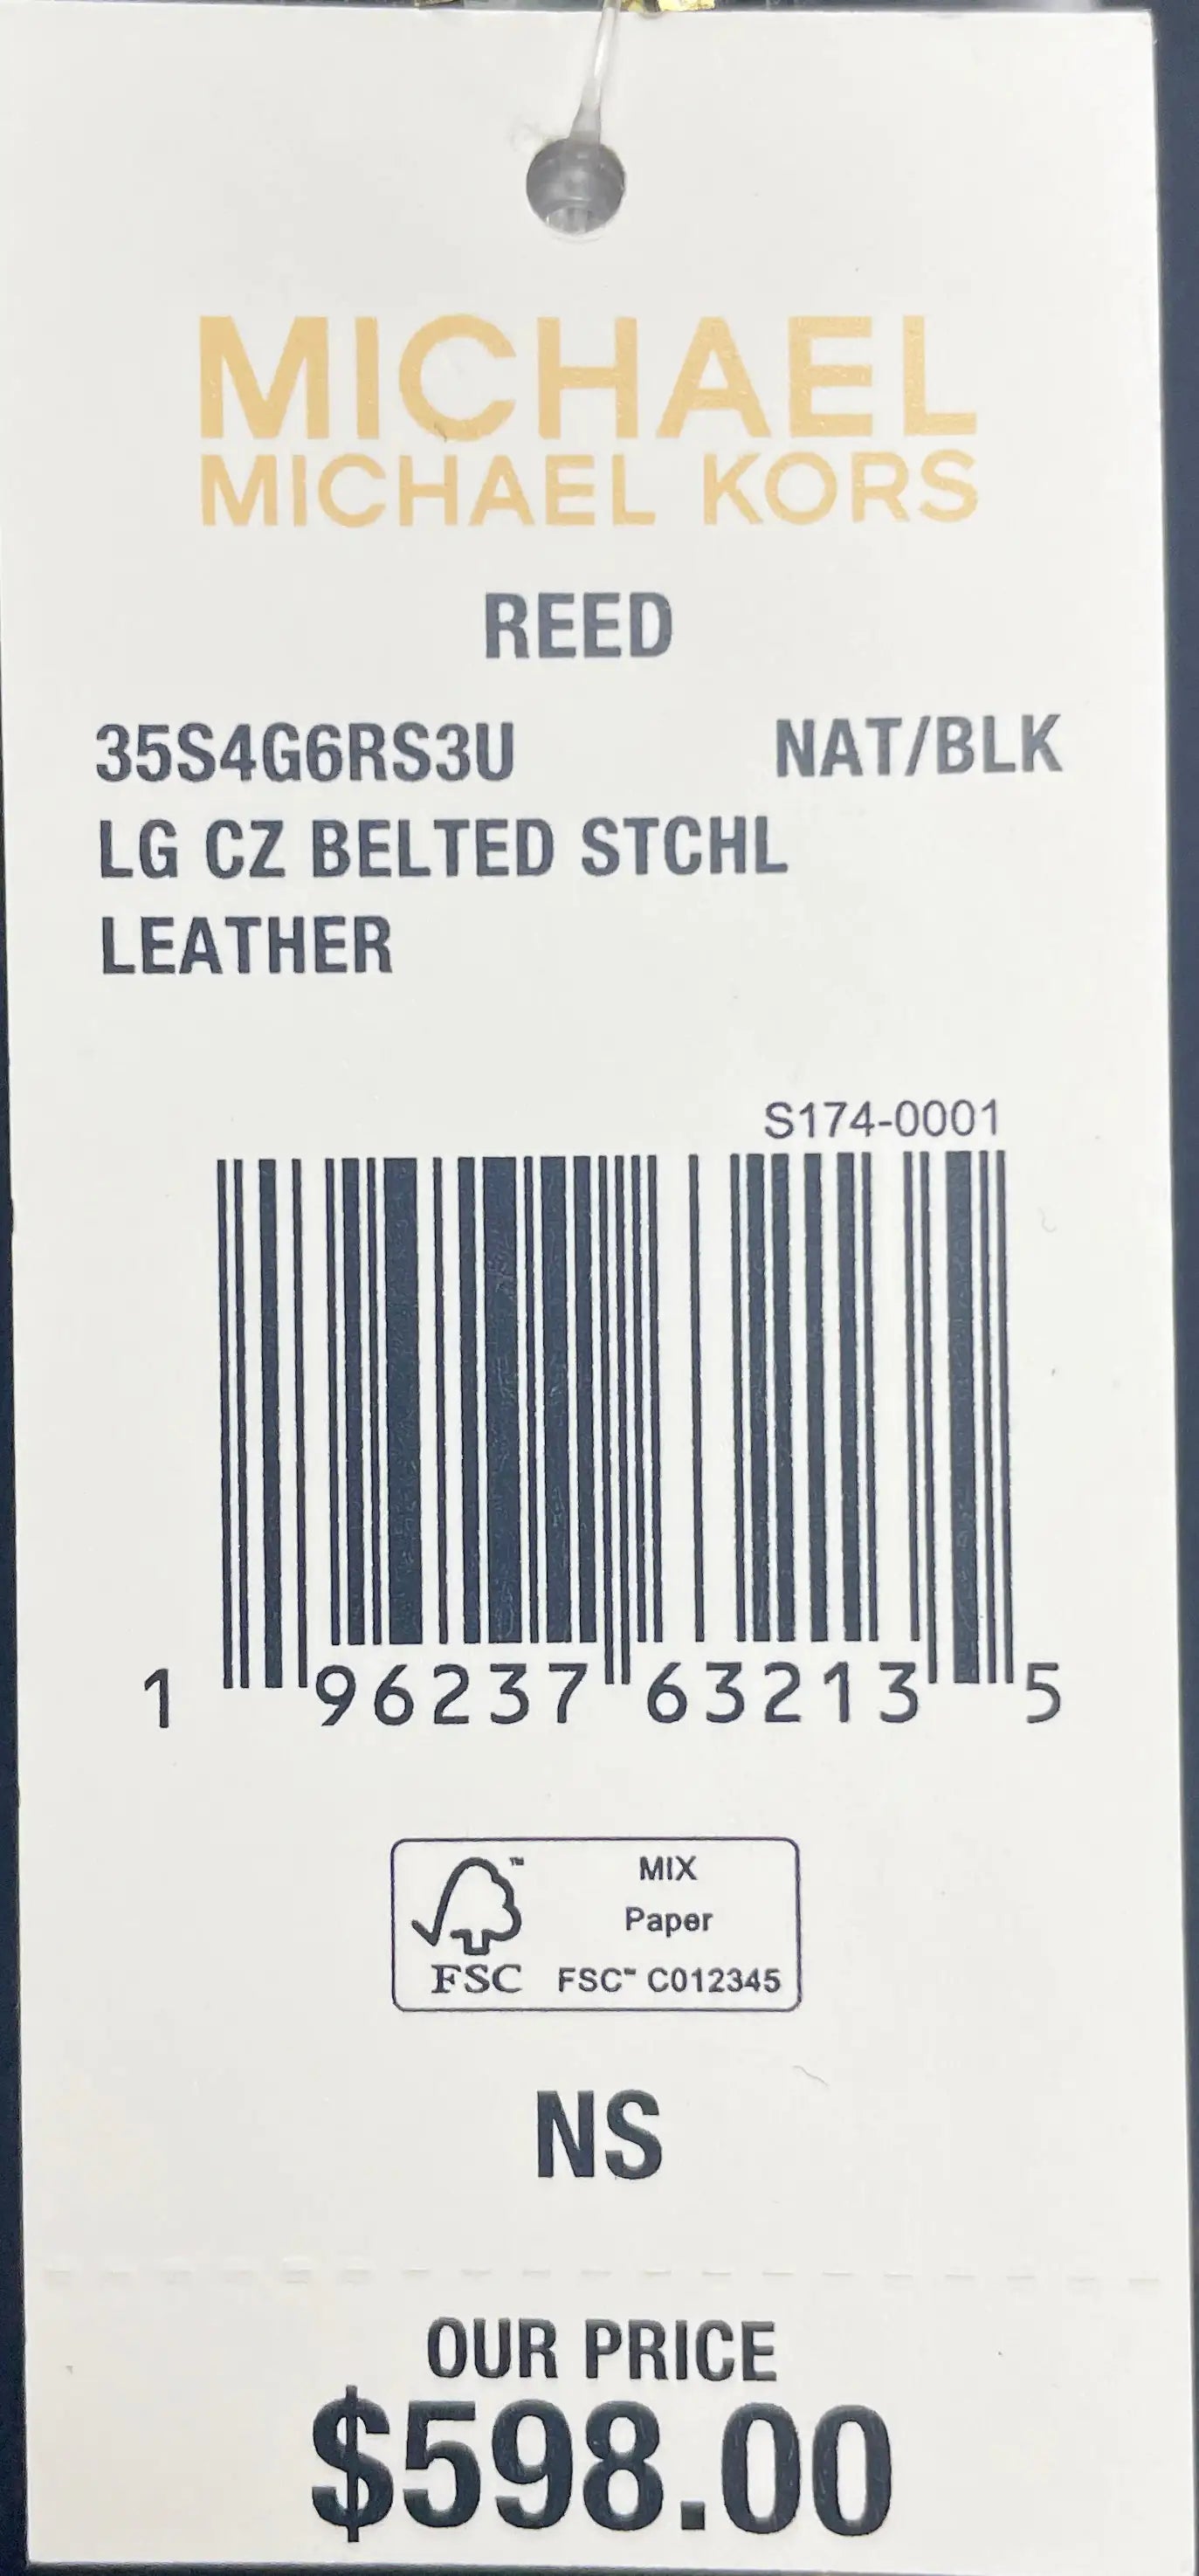 MICHAEL
MICHAEL KORS
REED
35S4G6RS3U NAT/BLK
LG CZ BELTED STCHL
LEATHER
S174-0001
1 96237 63213 5
MIX
Paper
FSC FSC™ C012345
NS
OUR PRICE
$598.00